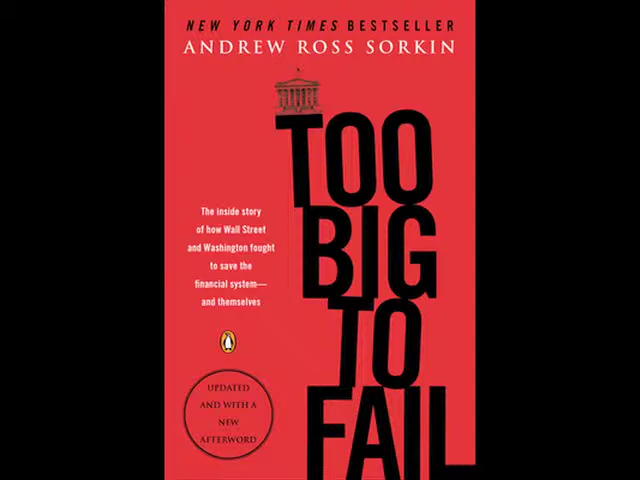 NEW YORK TIMES BESTSELLER
ANDREW ROSS SORKIN
TOO
BIG
TO
FAIL
The inside story
of how Wall Street
and Washington fought
to save the
financial system—
and themselves
UPDATED
AND WITH A
NEW
AFTERWORD